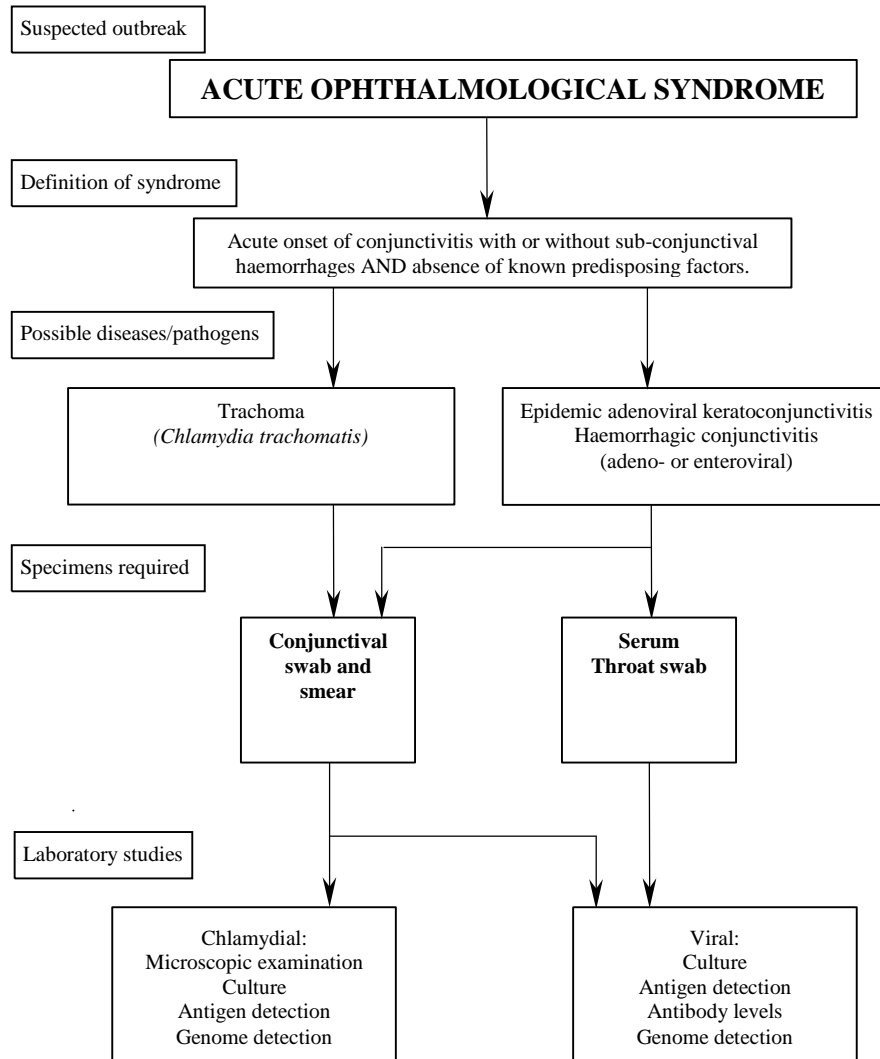 Suspected outbreak
ACUTE OPHTHALMOLOGICAL SYNDROME
Definition of syndrome
Acute onset of conjunctivitis with or without sub-conjunctival
haemorrhages AND absence of known predisposing factors.
Possible diseases/pathogens
Trachoma
(Chlamydia trachomatis)
Epidemic adenoviral keratoconjunctivitis
Haemorrhagic conjunctivitis
(adeno- or enteroviral)
Specimens required
Conjunctival
swab and
smear
Serum
Throat swab
.
Laboratory studies
Chlamydial:
Microscopic examination
Culture
Antigen detection
Genome detection
Viral:
Culture
Antigen detection
Antibody levels
Genome detection